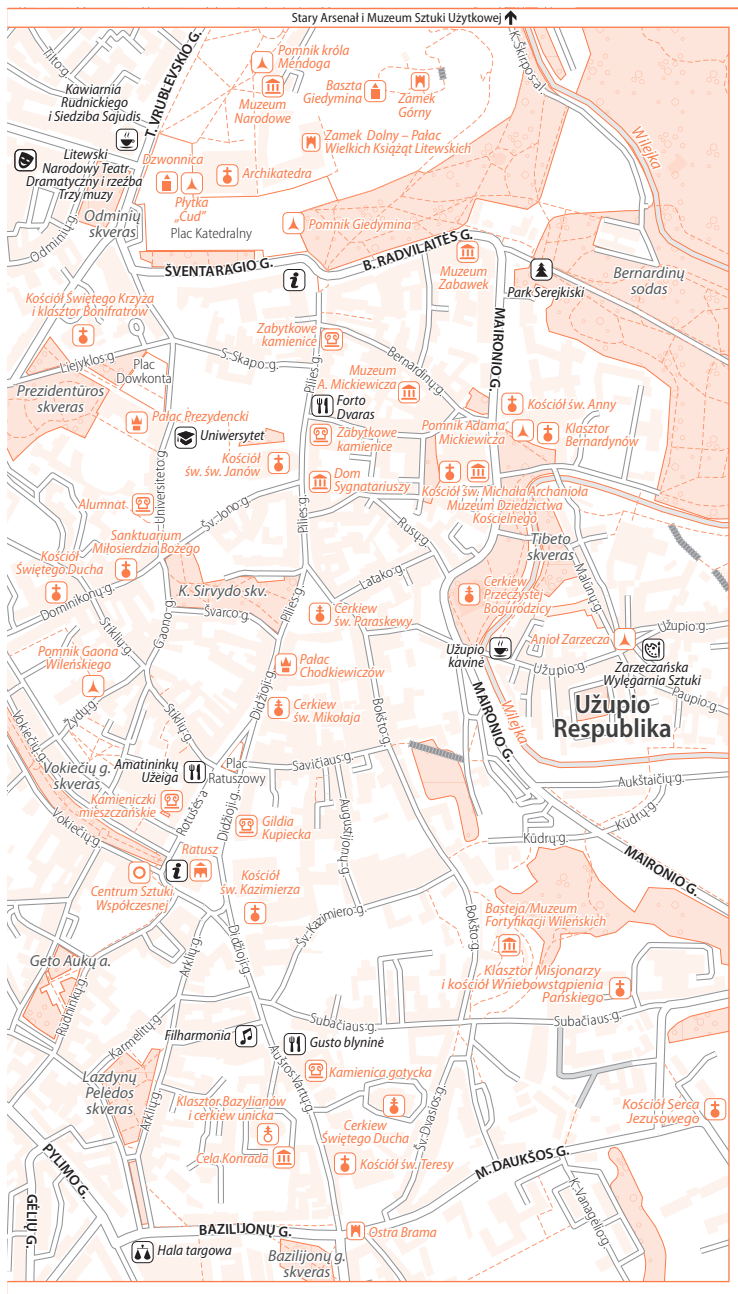 Stary Arsenał i Muzeum Sztuki Użytkowej
Tilto g.
T. VRUBLEVSKIO G.
K. Škirpos al.
Pomnik króla
Mendoga
Kawiarnia
Rudnickiego
i Siedziba Sąjudis
Muzeum
Narodowe
Baszta
Giedymina
Zamek
Górny
Wilejka
Litewski
Narodowy Teatr
Dramatyczny i rzeźba
Trzy muzy
Zamek Dolny – Pałac
Wielkich Książąt Litewskich
Dzwonnica
Archikatedra
Płytka
„Cud”
Odminių
skveras
Odminių g.
Plac Katedralny
Pomnik Giedymina
ŠVENTARAGIO G.
B. RADVILAITĖS G.
Muzeum
Zabawek
Park Serejkiski
Bernardinų
sodas
Kościół Świętego Krzyża
i klasztor Bonifratrów
Zabytkowe
kamienice
MAIRONIO G.
Liejyklos g.
S. Skapo g.
Pilies g.
Bernardinų g.
Plac
Dowkonta
Muzeum
A. Mickiewicza
Prezidentūros
skveras
Forto
Dvaras
Kościół św. Anny
Pałac Prezydencki
Uniwersytet
Zabytkowe
kamienice
Pomnik Adama
Mickiewicza
Klasztor
Bernardynów
Universiteto g.
Kościół
św. św. Janów
Dom
Sygnatariuszy
Kościół św. Michała Archanioła
Muzeum Dziedzictwa
Kościelnego
Alumnat
Šv. Jono g.
Pilies g.
Rusų g.
Sanktuarium
Miłosierdzia Bożego
Tibeto
skveras
Kościół
Świętego Ducha
Latako g.
Malūnų g.
Dominikonų g.
K. Sirvydo skv.
Pilies g.
Cerkiew
Przeczystej
Bogurodzicy
Švarco g.
Gaono g.
Stiklių g.
Cerkiew
św. Paraskewy
Anioł Zarzecza
Užupio g.
Pomnik Gaona
Wileńskiego
Pałac
Chodkiewiczów
Užupio
kavinė
Užupio g.
Zarzeczańska
Wylęgarnia Sztuki
Paupio g.
Žydų g.
Stiklių g.
Didžioji g.
Cerkiew
św. Mikołaja
Bokšto g.
MAIRONIO G.
Wilejka
Užupio
Respublika
Vokiečių g.
Vokiečių g.
skveras
Amatininkų
Užeiga
Plac
Ratuszowy
Savičiaus g.
Aukštaičių g.
Kamieniczki
mieszczańskie
Rotušės a
Didžioji g.
Gildia
Kupiecka
Augustijonų g.
Kūdrų g.
Kūdrų g.
Vokiečių g.
Ratusz
MAIRONIO G.
Centrum Sztuki
Współczesnej
Kościół
św. Kazimierza
Didžioji g.
Šv. Kazimiero g.
Bokšto g.
Basteja/Muzeum
Fortyfikacji Wileńskich
Geto Aukų a.
Arklių g.
Klasztor Misjonarzy
i kościół Wniebowstąpienia
Pańskiego
Rūdninkų g.
Subačiaus g.
Subačiaus g.
Karmelitų g.
Filharmonia
Gusto blyninė
Aušros Vartų g.
Kamienica gotycka
Lazdynų
Pelėdos
skveras
Klasztor Bazylianów
i cerkiew unicka
Cerkiew
Świętego Ducha
Šv. Dvasios g.
Kościół Serca
Jezusowego
Arklių g.
Cela Konrada
Kościół św. Teresy
PYLIMO G.
M. DAUKŠOS G.
K. Vanagėlio g.
GĖLIŲ G.
BAZILIJONŲ G.
Ostra Brama
Hala targowa
Bazilijonų g.
skveras